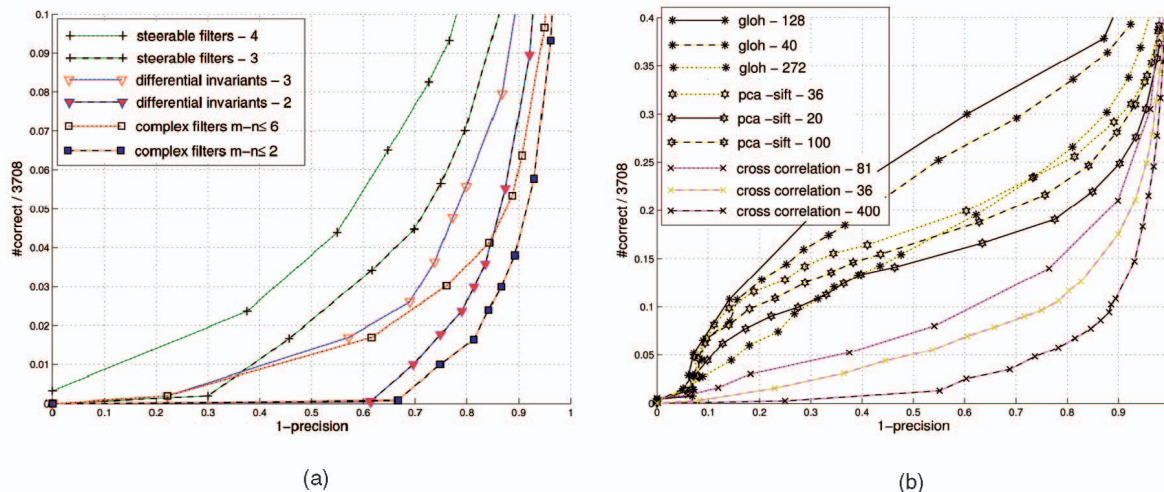 0.1
0.09
0.08
0.07
0.06
0.05
0.04
0.03
0.02
0.01
0
#correct / 3708
steerable filters – 4
steerable filters – 3
differential invariants – 3
differential invariants – 2
complex filters m–n≤ 6
complex filters m–n≤ 2
0 0.1 0.2 0.3 0.4 0.5 0.6 0.7 0.8 0.9 1
1–precision
(a)
0.4
0.35
0.3
0.25
0.2
0.15
0.1
0.05
0
#correct / 3708
gloh – 128
gloh – 40
gloh – 272
pca –sift – 36
pca –sift – 20
pca –sift – 100
cross correlation – 81
cross correlation – 36
cross correlation – 400
0 0.1 0.2 0.3 0.4 0.5 0.6 0.7 0.8 0.9
1–precision
(b)